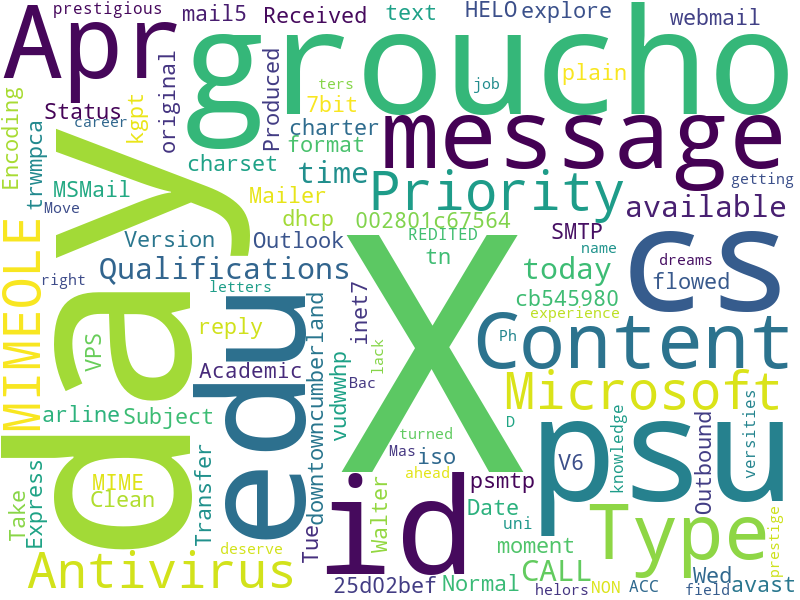 prestigious
mail5
Received
text
HELO
explore
webmail
Apr
groucho
ters
job
plain
Encoding
Status
career
kgpt
original
Produced
7bit
charter
format
message
trwmpca
MSMail
charset
time
Priority
getting
Move
Mailer
dhcp
002801c67564
available
day
Version
Outlook
REDITED
SMTP
name
cs
MIMEOLE
right
Qualifications
letters
tn
today
dreams
flowed
edu
X
cb545980
experience
VPS
reply
downtowncumberland
inet7
lack
Content
Ph
Academic
vudwwhp
Bac
Microsoft
arline
Subject
turned
D
psu
Mas
iso
knowledge
Outbound
versities
Take
Express
MIME
Clean
Transfer
ahead
V6
id
psmtp
Date
uni
Type
prestige
Tue
Walter
deserve
moment
Antivirus
25d02bef
Normal
CALL
helors
NON
ACC
Wed
field
avast